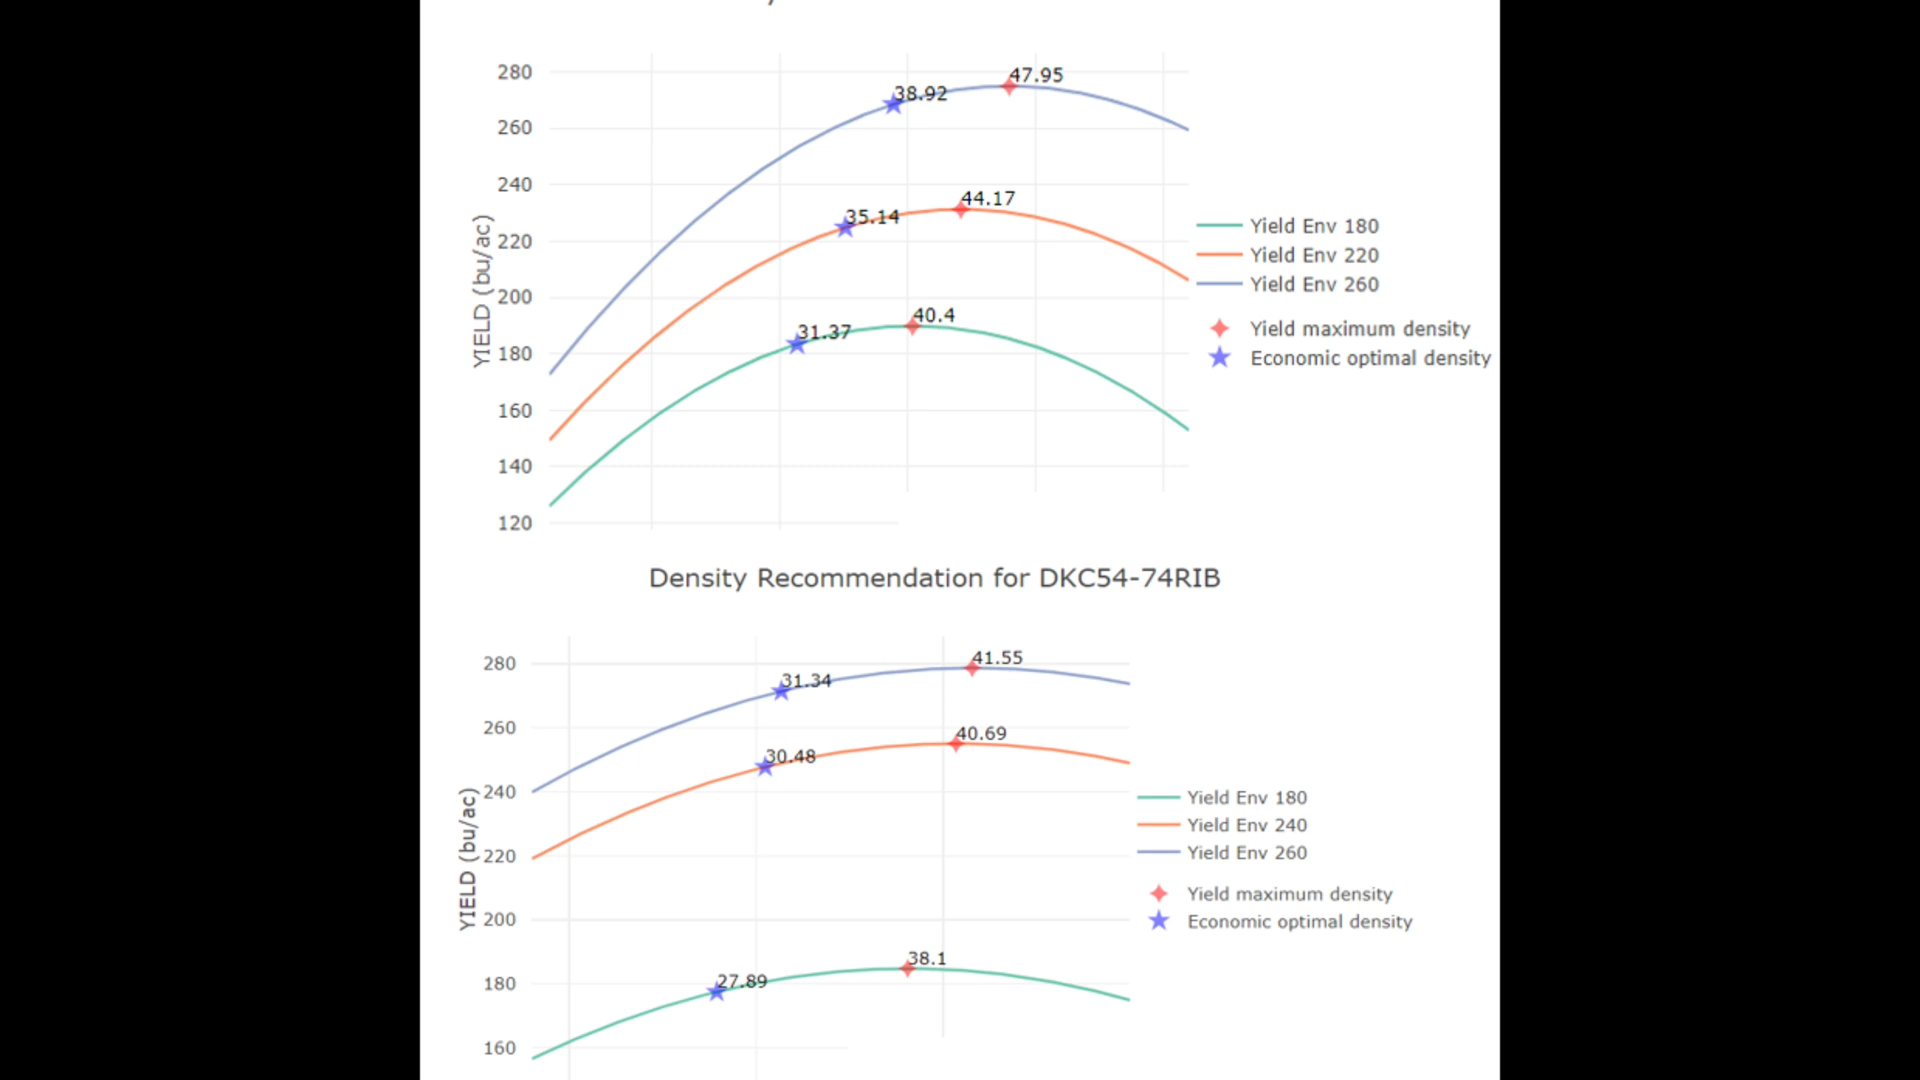 280
47.95
38.92
260
240
44.17
35.14
220
YIELD (bu/ac)
200
40.4
31.37
180
160
140
120
Yield Env 180
Yield Env 220
Yield Env 260
Yield maximum density
Economic optimal density
Density Recommendation for DKC54-74RIB
280
41.55
31.34
260
40.69
30.48
240
YIELD (bu/ac)
220
200
38.1
27.89
180
160
Yield Env 180
Yield Env 240
Yield Env 260
Yield maximum density
Economic optimal density